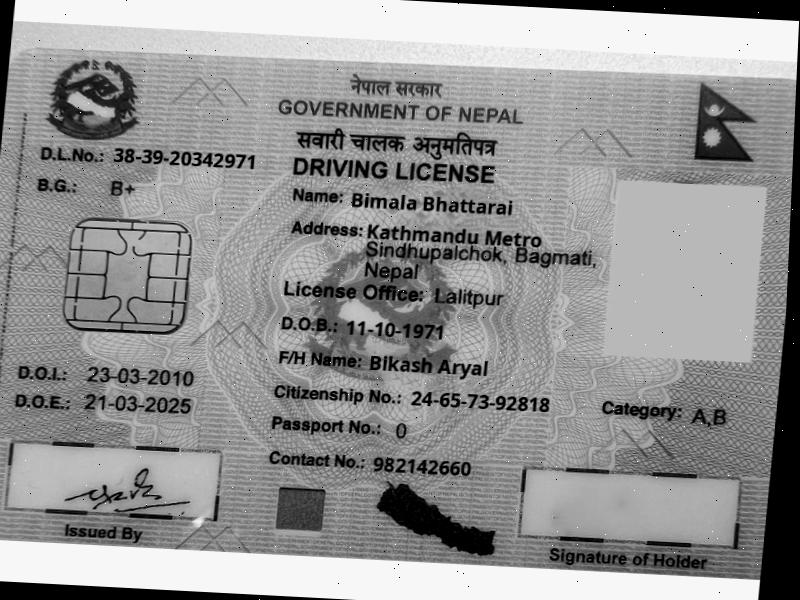 नेपाल सरकार
GOVERNMENT OF NEPAL
सवारी चालक अनुमतिपत्र
DRIVING LICENSE
D.L.No.: 38-39-20342971
B.G.: B+
Name: Bimala Bhattarai
Address: Kathmandu Metro
Sindhupalchok, Bagmati,
Nepal
License Office: Lalitpur
D.O.B.: 11-10-1971
F/H Name: Bikash Aryal
D.O.I.: 23-03-2010
D.O.E.: 21-03-2025
Citizenship No.: 24-65-73-92818
Category: A,B
Passport No.: 0
Contact No.: 982142660
Issued By
Signature of Holder